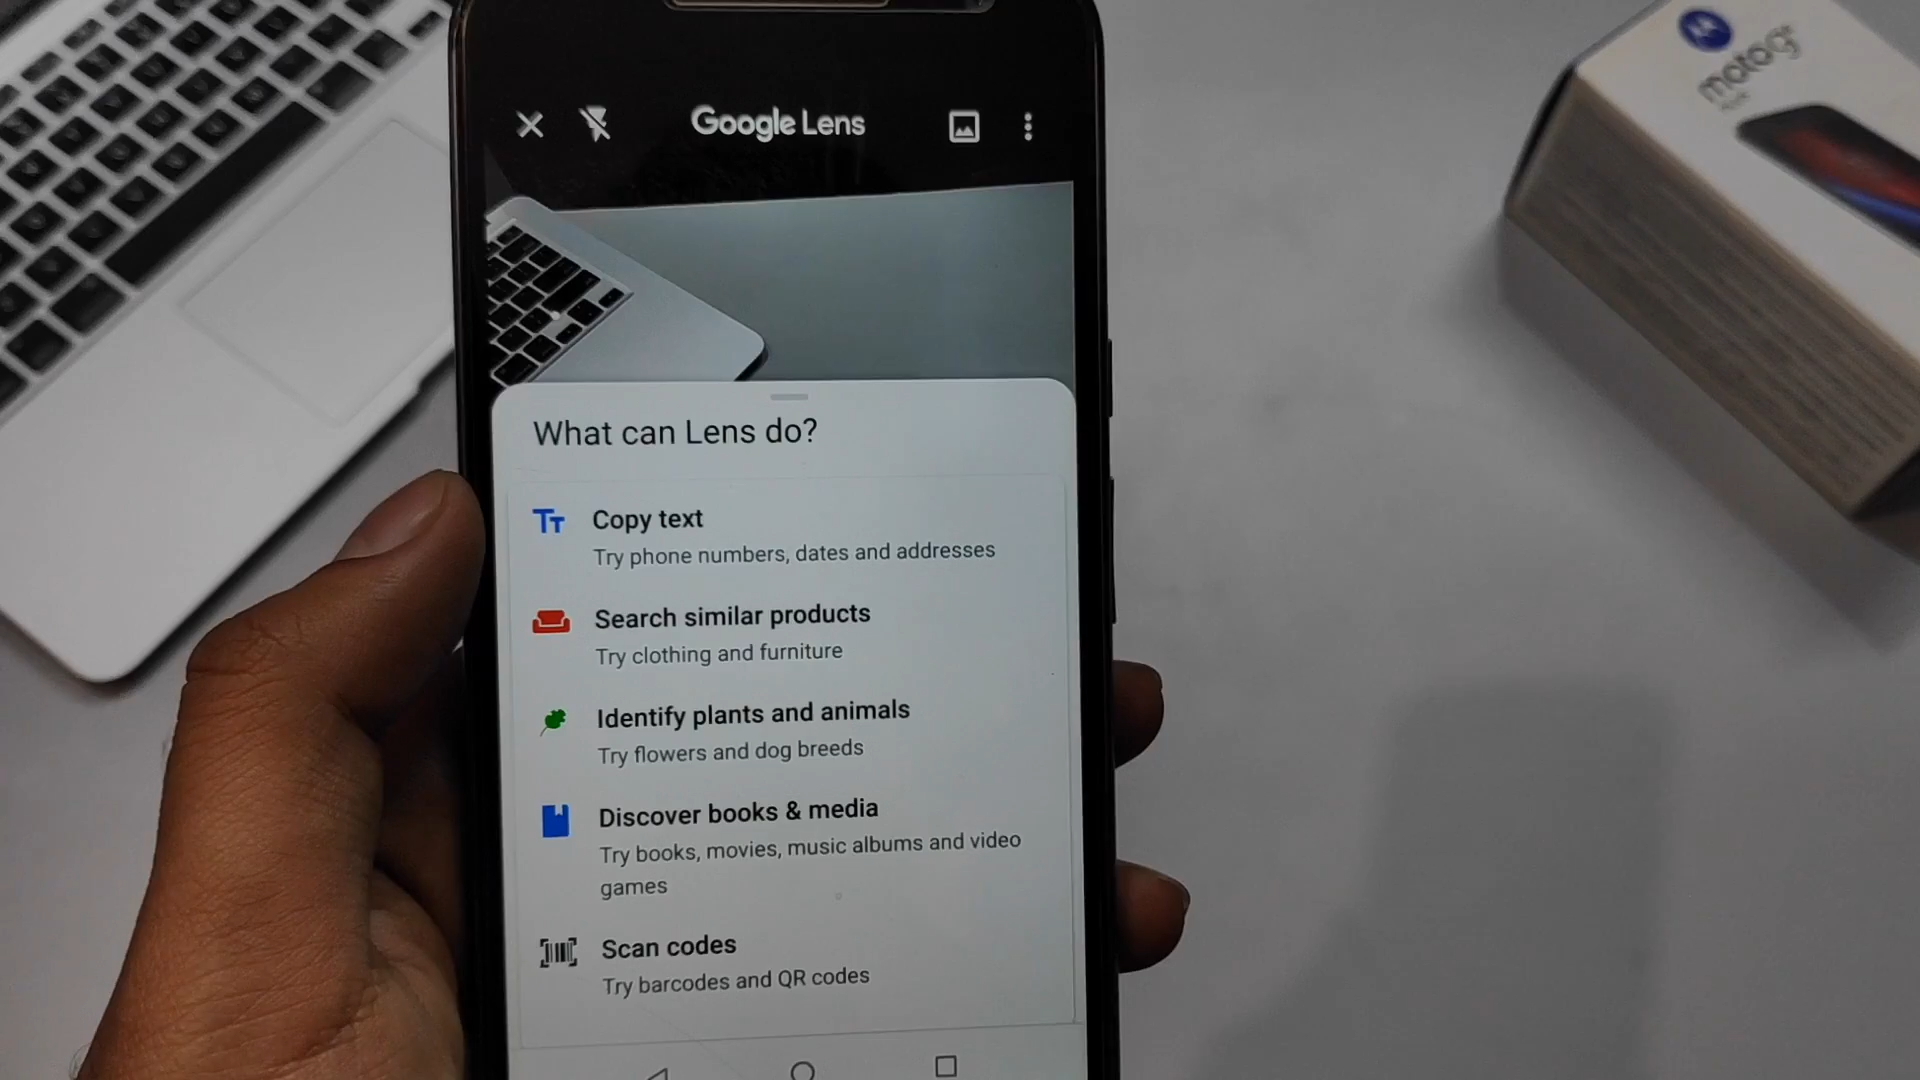 Google Lens
What can Lens do?
Copy text
Try phone numbers, dates and addresses
Search similar products
Try clothing and furniture
Identify plants and animals
Try flowers and dog breeds
Discover books & media
Try books, movies, music albums and video
games
Scan codes
Try barcodes and QR codes
moto g